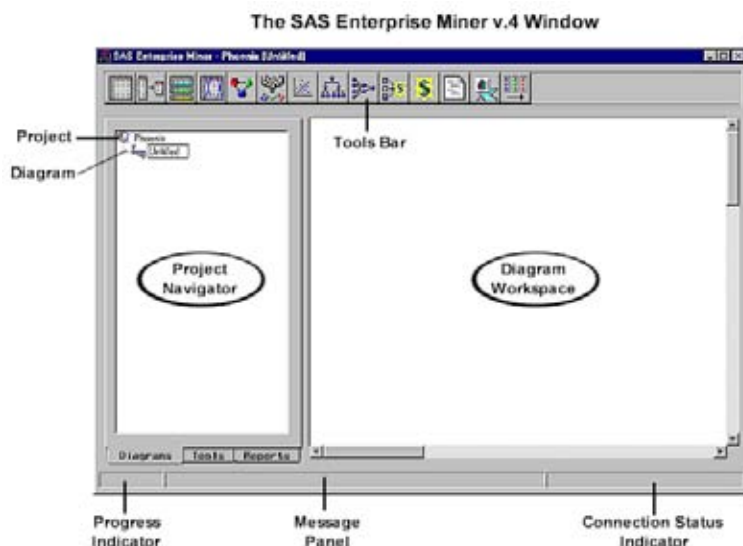 The SAS Enterprise Miner v.4 Window
SAS Enterprise Miner - Phoenix [Untitled]
Project
Phoenix
Tools Bar
Diagram
Untitled
Project
Navigator
Diagram
Workspace
Diagrams Tools Reports
Progress
Indicator
Message
Panel
Connection Status
Indicator